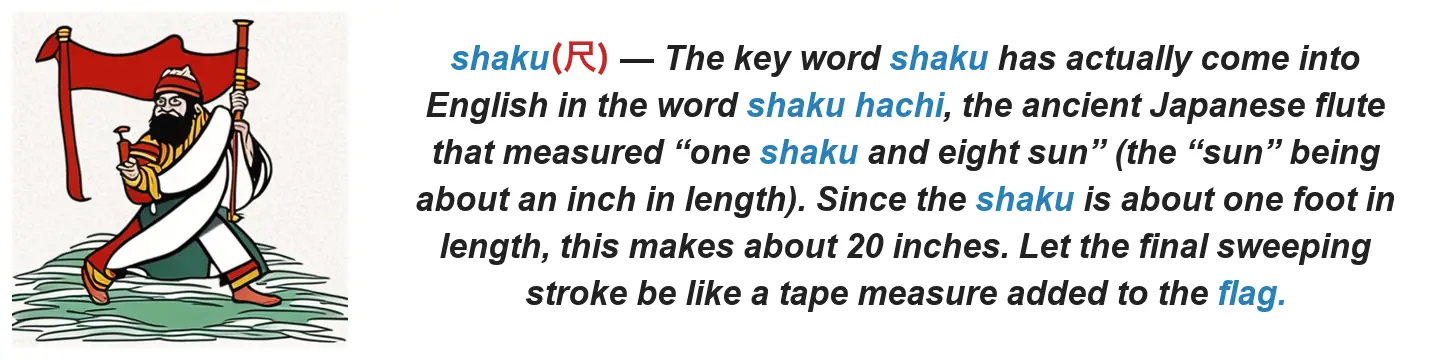 shaku(尺) — The key word shaku has actually come into
English in the word shaku hachi, the ancient Japanese flute
that measured “one shaku and eight sun” (the “sun” being
about an inch in length). Since the shaku is about one foot in
length, this makes about 20 inches. Let the final sweeping
stroke be like a tape measure added to the flag.